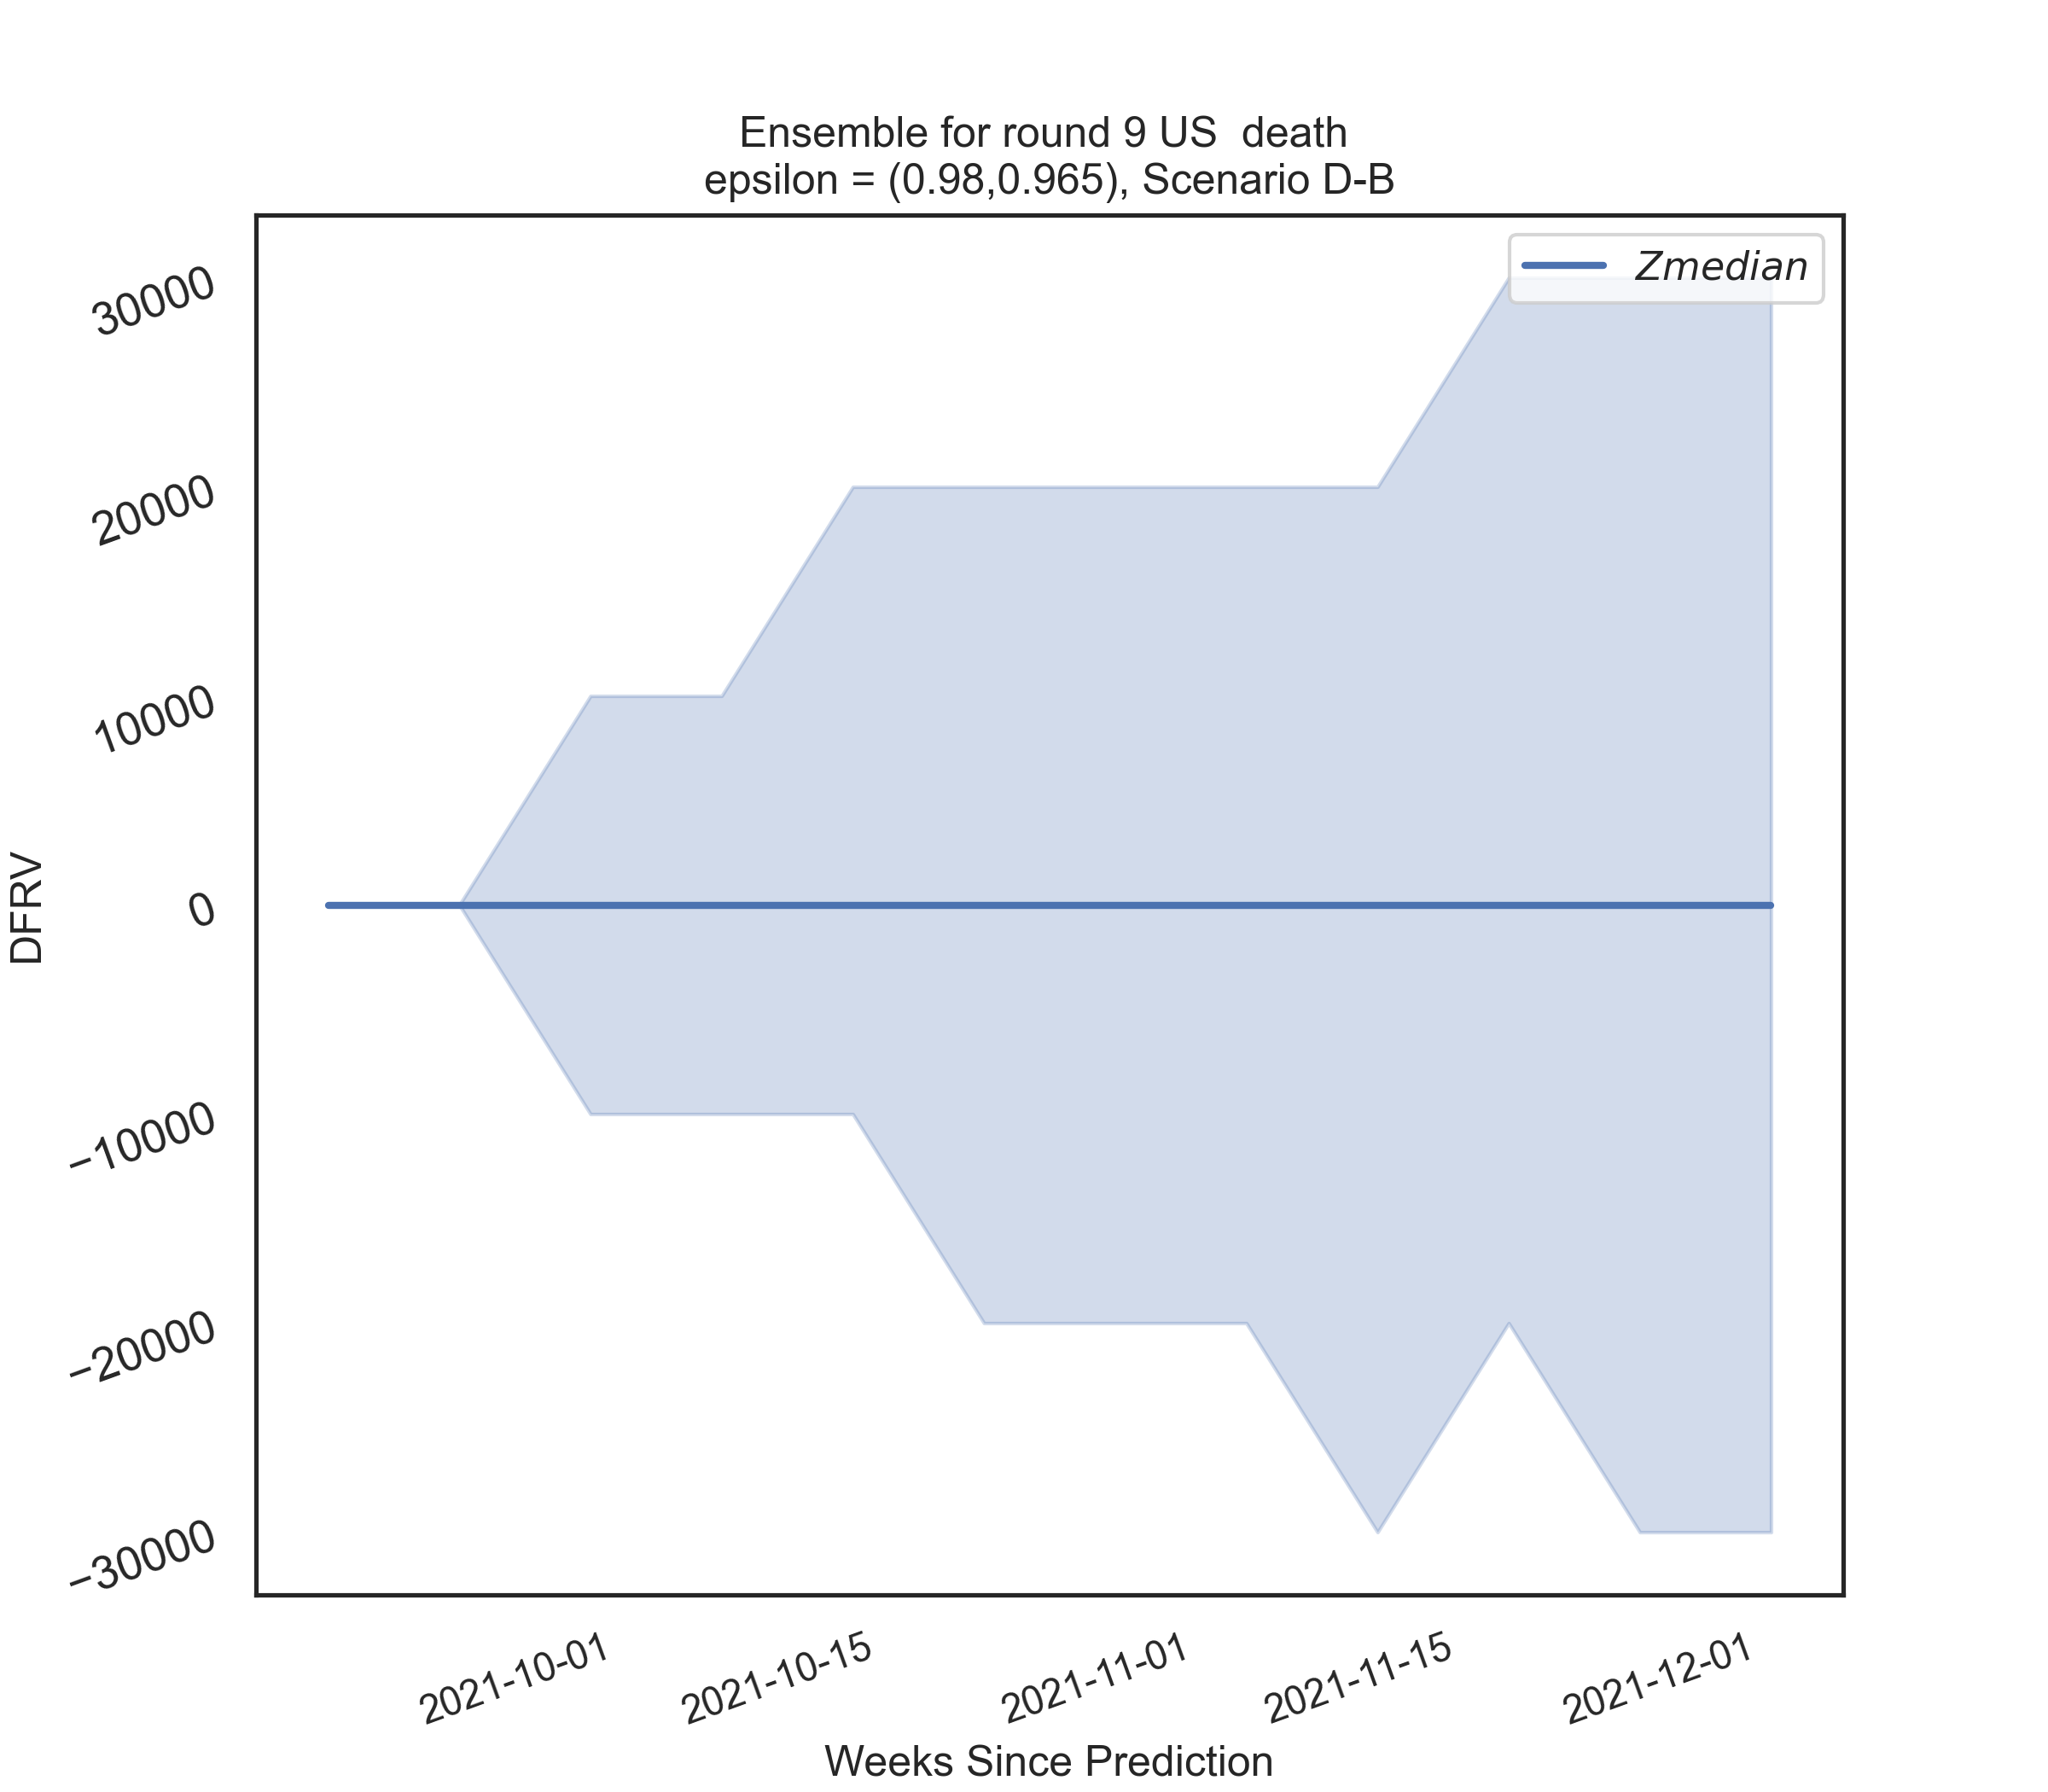 Ensemble for round 9 US  death
epsilon = (0.98,0.965), Scenario D-B
Zmedian
30000
20000
10000
0
−10000
−20000
−30000
DFRV
2021-10-01
2021-10-15
2021-11-01
2021-11-15
2021-12-01
Weeks Since Prediction